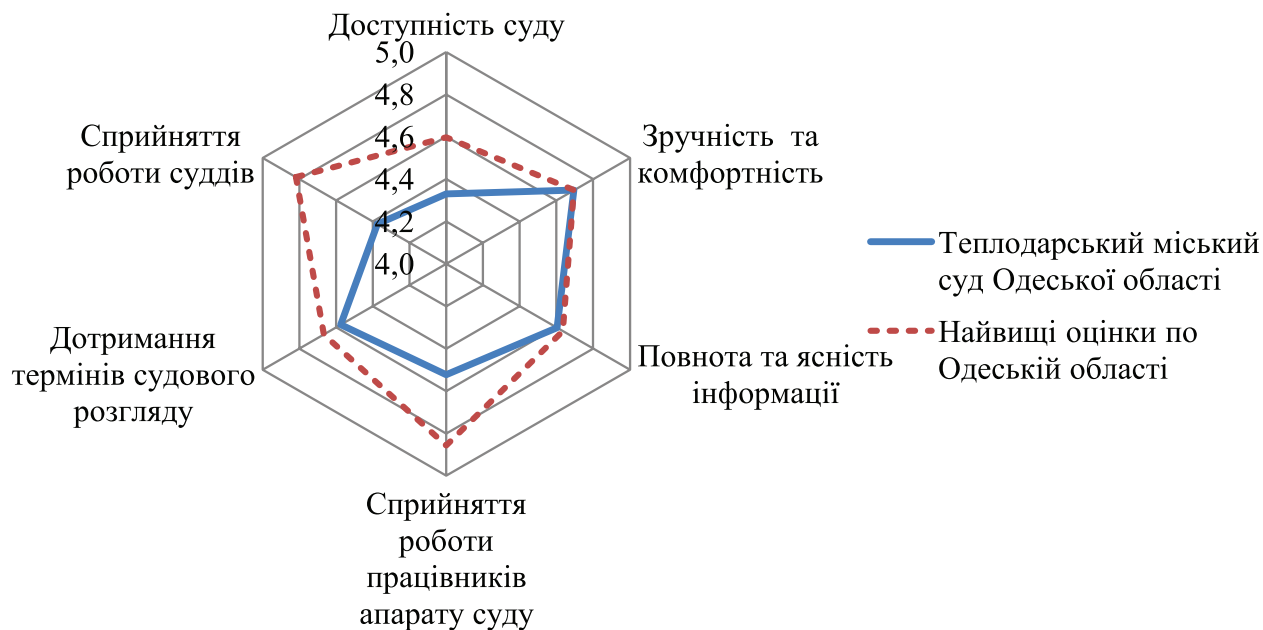 Доступність суду
5,0
4,8
4,6
4,4
4,2
4,0
Зручність та
комфортність
Повнота та ясність
інформації
Сприйняття
роботи
працівників
апарату суду
Дотримання
термінів судового
розгляду
Сприйняття
роботи суддів
Теплодарський міський
суд Одеської області
Найвищі оцінки по
Одеській області